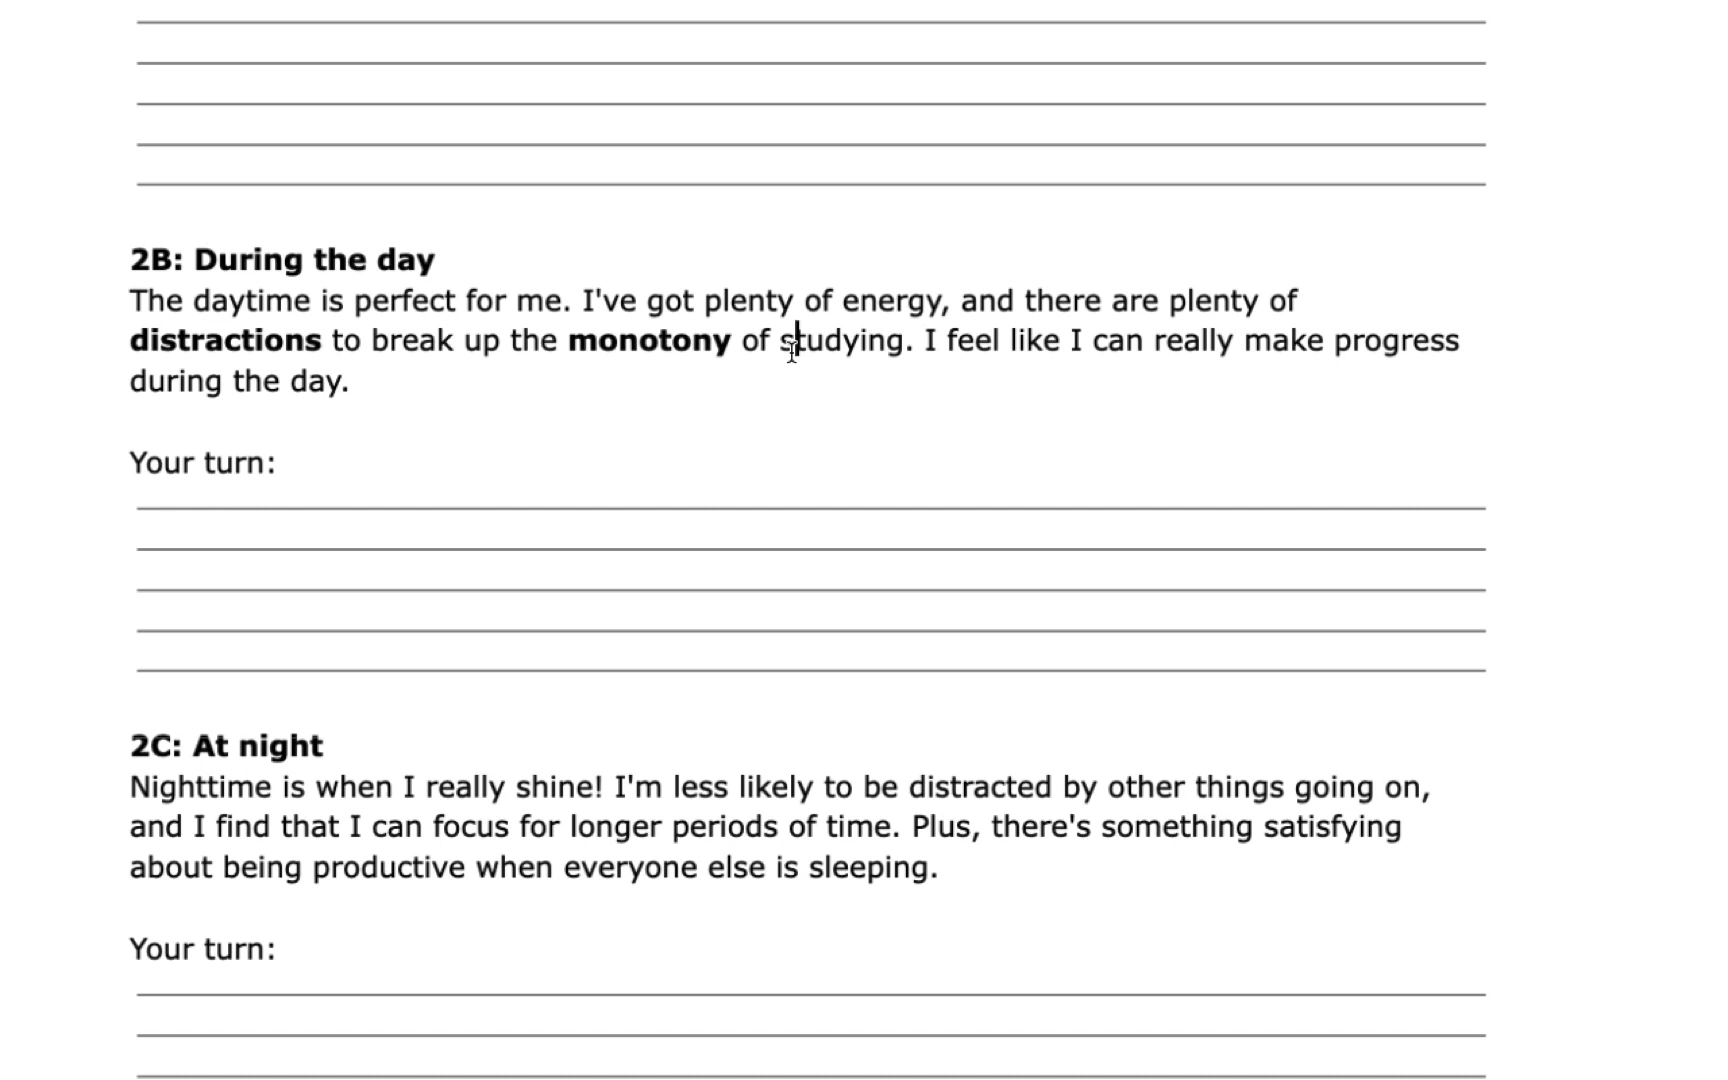 2B: During the day
The daytime is perfect for me. I've got plenty of energy, and there are plenty of
distractions to break up the monotony of studying. I feel like I can really make progress
during the day.
Your turn:
2C: At night
Nighttime is when I really shine! I'm less likely to be distracted by other things going on,
and I find that I can focus for longer periods of time. Plus, there's something satisfying
about being productive when everyone else is sleeping.
Your turn: